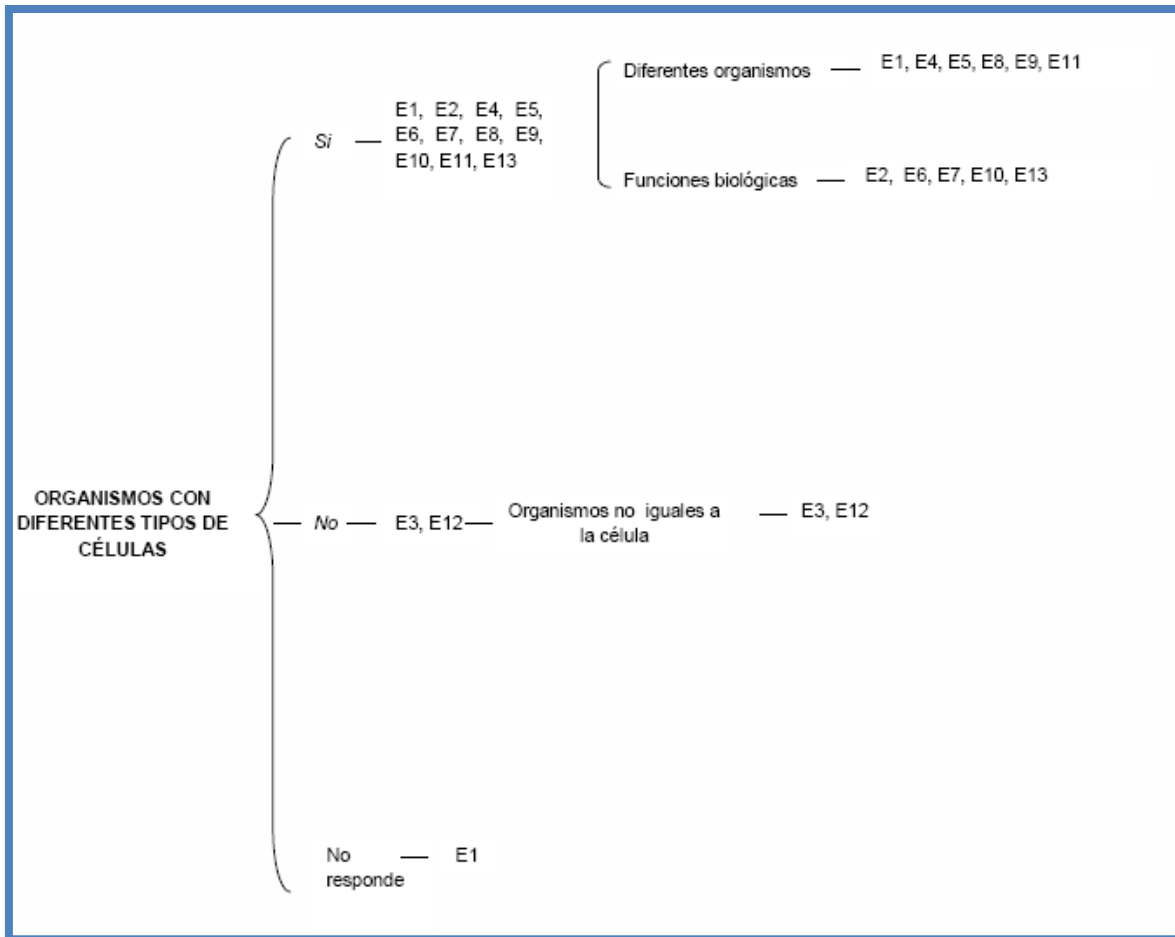 ORGANISMOS CON
DIFERENTES TIPOS DE
CÉLULAS
Si
E1, E2, E4, E5,
E6, E7, E8, E9,
E10, E11, E13
Diferentes organismos
E1, E4, E5, E8, E9, E11
Funciones biológicas
E2, E6, E7, E10, E13
No
E3, E12
Organismos no iguales a
la célula
E3, E12
No
responde
E1